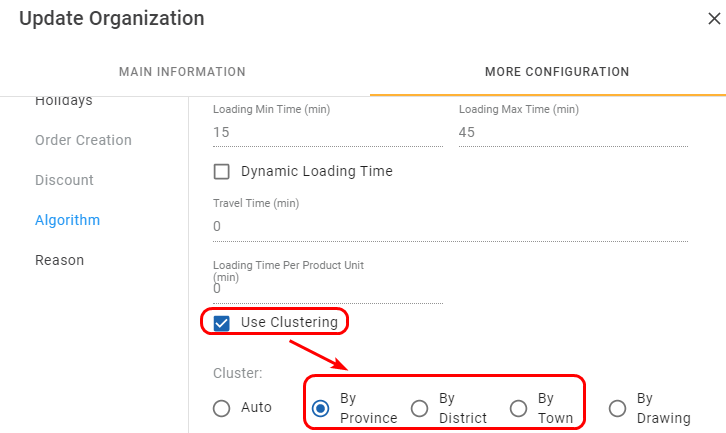 Update Organization
MAIN INFORMATION
MORE CONFIGURATION
Holidays
Order Creation
Discount
Algorithm
Reason
Loading Min Time (min)
Loading Max Time (min)
15
45
Dynamic Loading Time
Travel Time (min)
0
Loading Time Per Product Unit
(min)
0
Use Clustering
Cluster:
Auto
By
Province
By
District
By
Town
By
Drawing